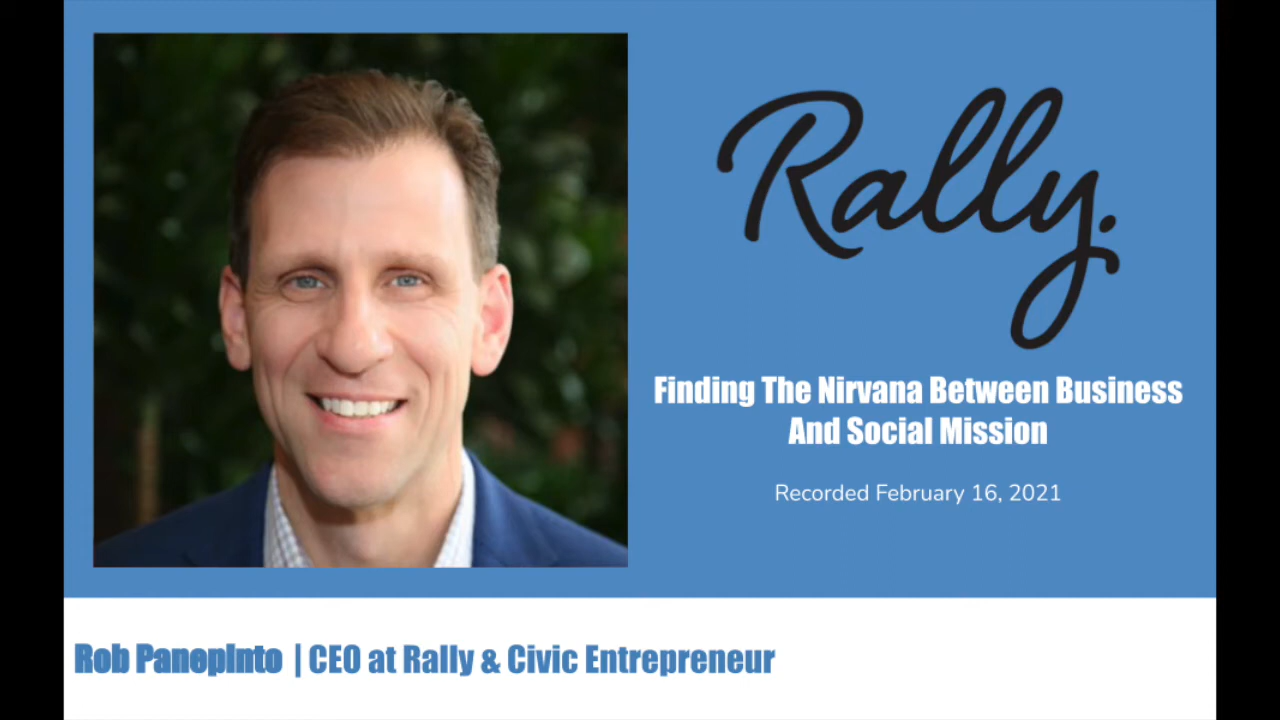 Rally.
Finding The Nirvana Between Business
And Social Mission
Recorded February 16, 2021
Rob Panepinto | CEO at Rally & Civic Entrepreneur